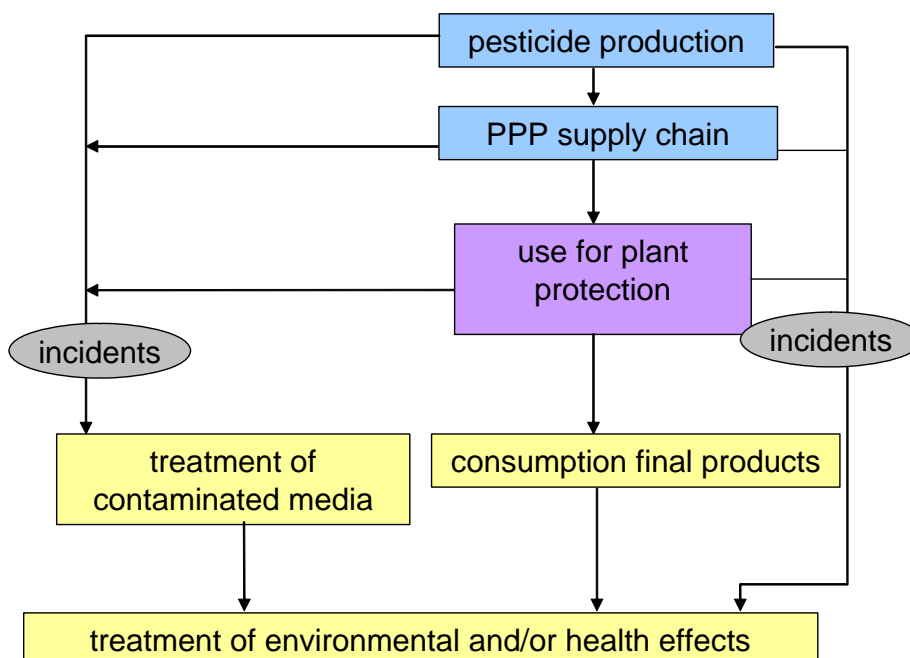 pesticide production
PPP supply chain
use for plant
protection
incidents
incidents
treatment of
contaminated media
consumption final products
treatment of environmental and/or health effects